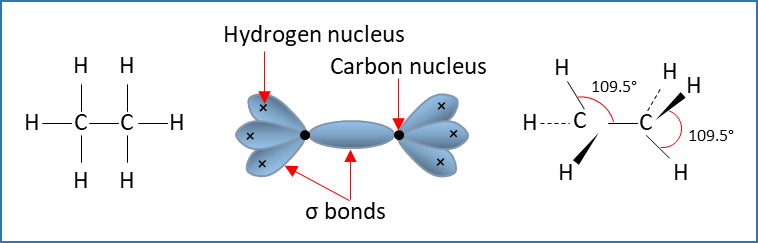 H H
H C C H
H H
Hydrogen nucleus
Carbon nucleus
× × × × × ×
σ bonds
H 109.5° H H
H C C
109.5°
H H